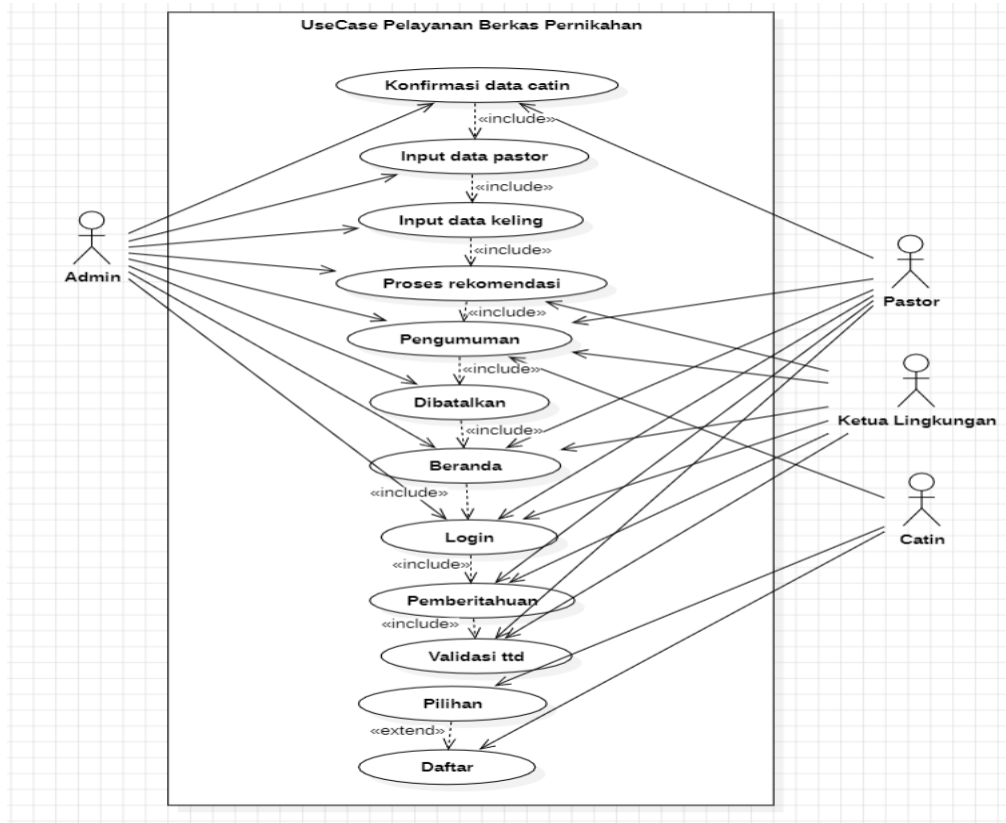 UseCase Pelayanan Berkas Pernikahan
Konfirmasi data catin
«include»
Input data pastor
«include»
Input data keling
«include»
Proses rekomendasi
«include»
Pengumuman
«include»
Dibatalkan
«include»
Beranda
«include»
Login
«include»
Pemberitahuan
«include»
Validasi ttd
Pilihan
«extend»
Daftar
Admin
Pastor
Ketua Lingkungan
Catin